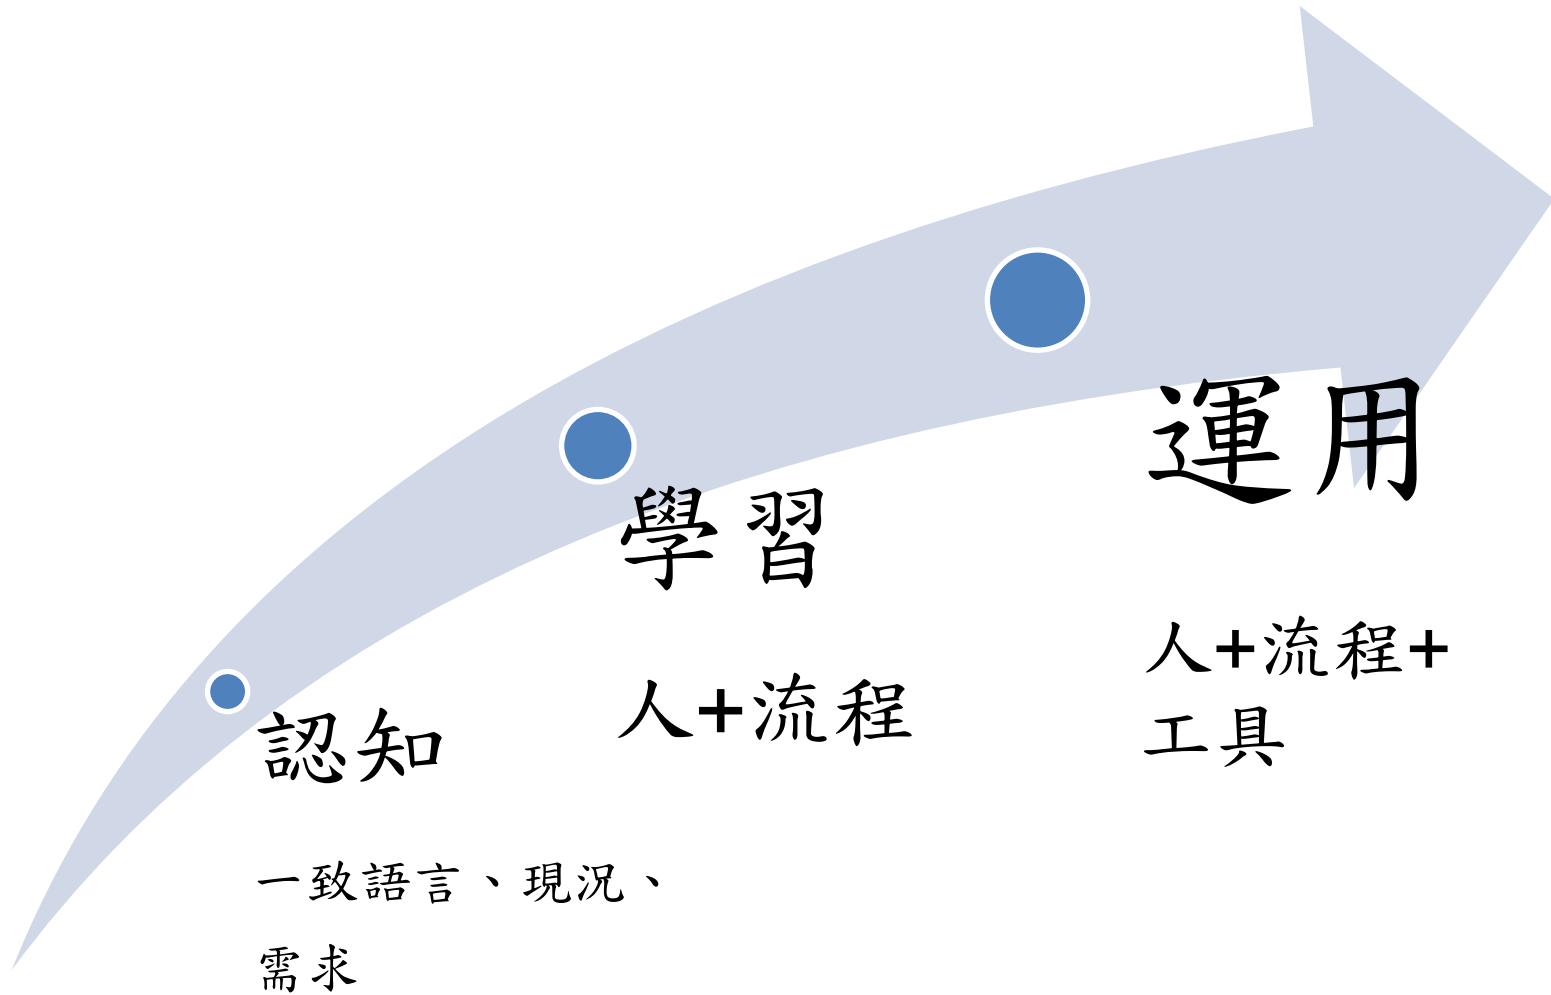 認知
一致語言、現況、
需求
學習
人+流程
運用
人+流程+
工具